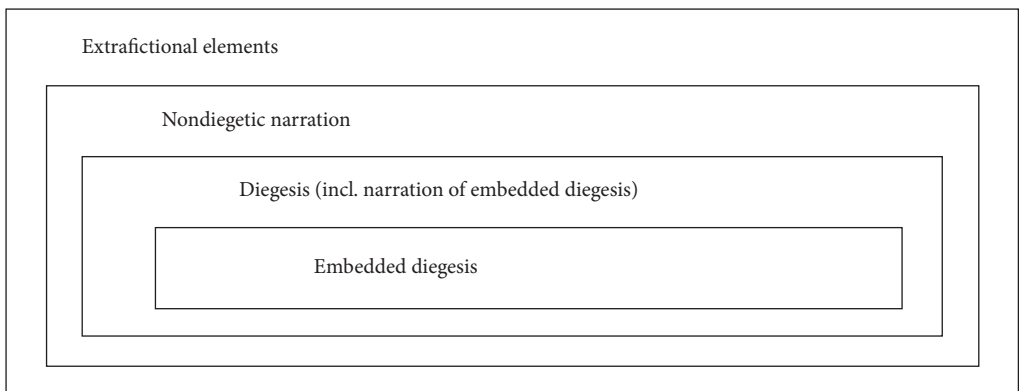 Extrafictional elements
Nondiegetic narration
Diegesis (incl. narration of embedded diegesis)
Embedded diegesis